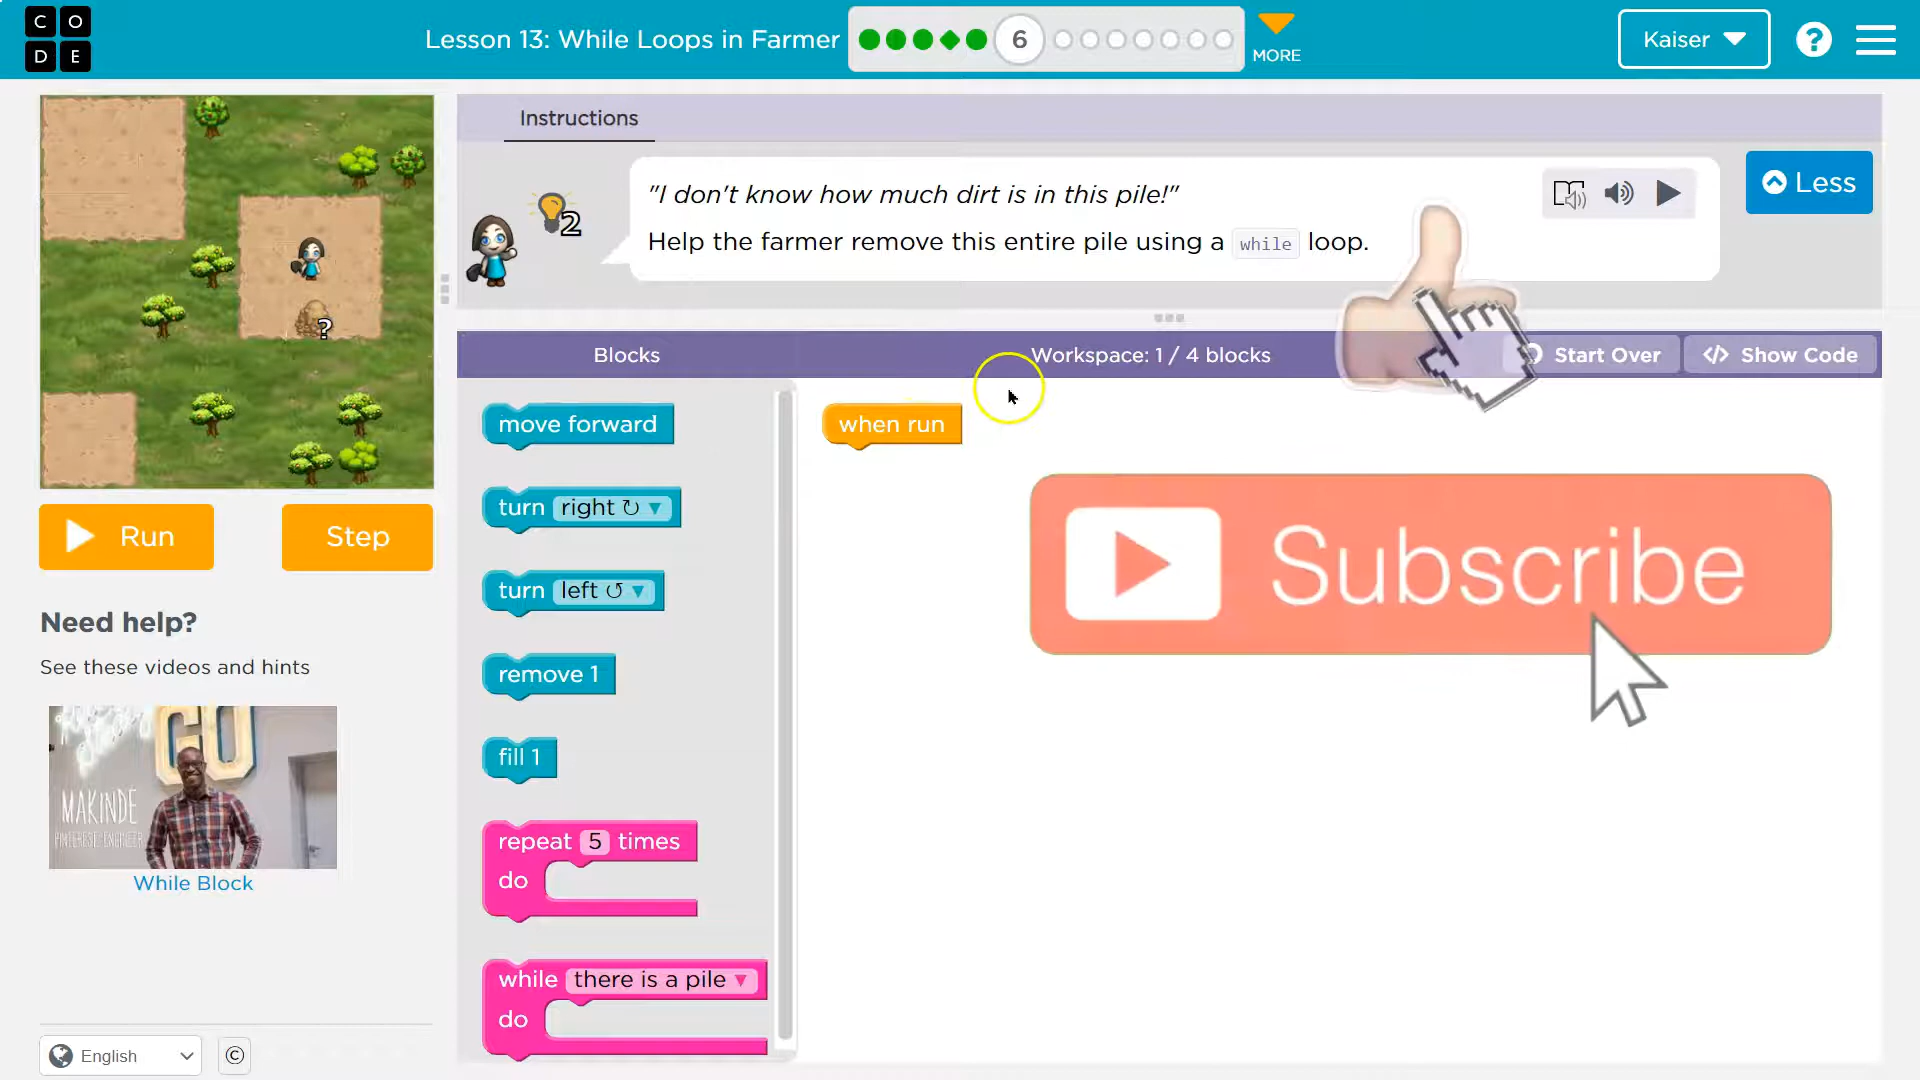 CODE
Lesson 13: While Loops in Farmer
6
MORE
Kaiser
?
Instructions
2
"I don't know how much dirt is in this pile!"
Help the farmer remove this entire pile using a while loop.
Less
?
Blocks
Workspace: 1 / 4 blocks
Start Over
Show Code
move forward
when run
turn right
turn left
remove 1
fill 1
repeat 5 times
do
while there is a pile
do
Subscribe
Run
Step
Need help?
See these videos and hints
GO
MAKINDE
While Block
English
©